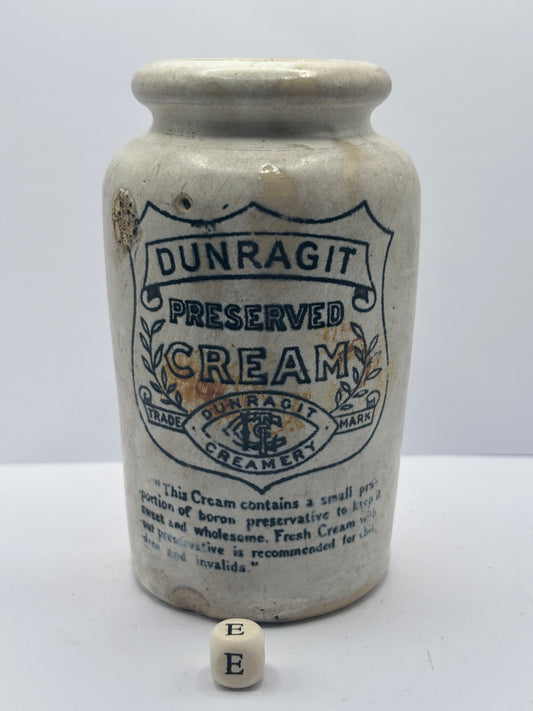 DUNRAGIT
PRESERVED
CREAM
TRADE MARK
DUNRAGIT
CREAMERY
"This Cream contains a small pre-
portion of boron preservative to keep it
sweet and wholesome. Fresh Cream with
out preservative is recommended for chil
dren and invalids."
E
E